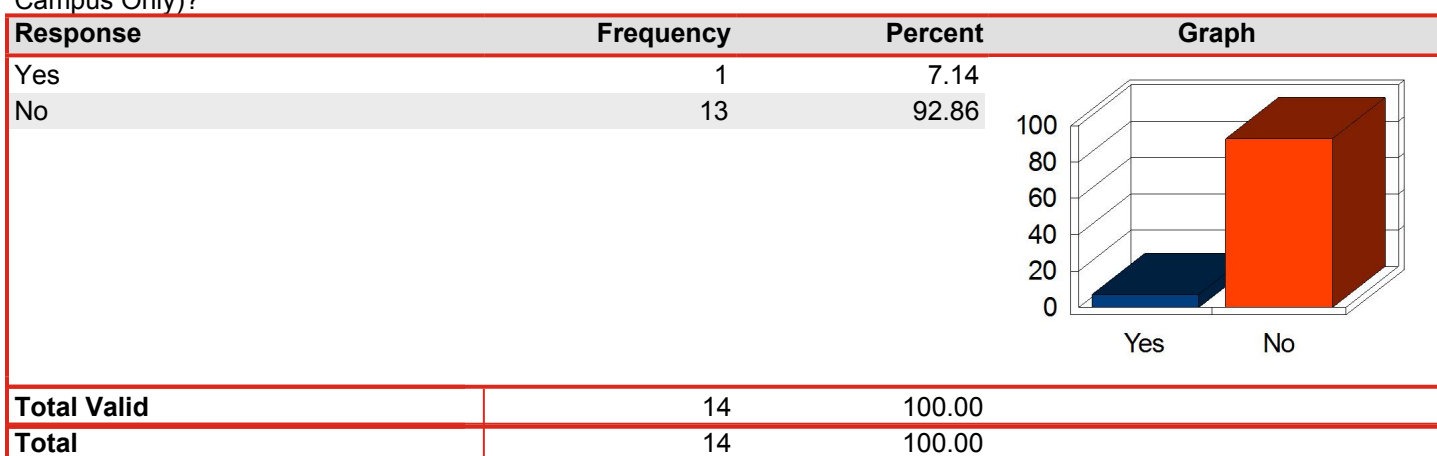 Campus Only)?
Response Frequency Percent Graph
Yes 1 7.14
No 13 92.86
100
80
60
40
20
0
Yes No
Total Valid 14 100.00
Total 14 100.00